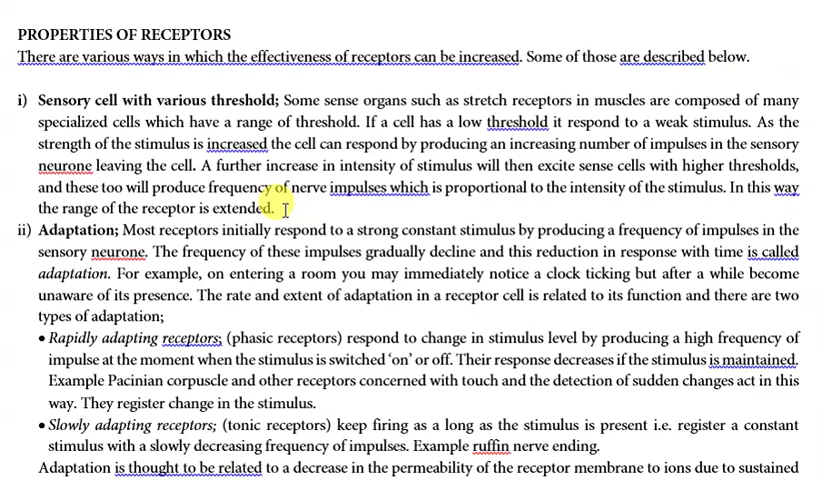 PROPERTIES OF RECEPTORS
There are various ways in which the effectiveness of receptors can be increased. Some of those are described below.
i) Sensory cell with various threshold; Some sense organs such as stretch receptors in muscles are composed of many
specialized cells which have a range of threshold. If a cell has a low threshold it respond to a weak stimulus. As the
strength of the stimulus is increased the cell can respond by producing an increasing number of impulses in the sensory
neurone leaving the cell. A further increase in intensity of stimulus will then excite sense cells with higher thresholds,
and these too will produce frequency of nerve impulses which is proportional to the intensity of the stimulus. In this way
the range of the receptor is extended.
ii) Adaptation; Most receptors initially respond to a strong constant stimulus by producing a frequency of impulses in the
sensory neurone. The frequency of these impulses gradually decline and this reduction in response with time is called
adaptation. For example, on entering a room you may immediately notice a clock ticking but after a while become
unaware of its presence. The rate and extent of adaptation in a receptor cell is related to its function and there are two
types of adaptation;
• Rapidly adapting receptors; (phasic receptors) respond to change in stimulus level by producing a high frequency of
impulse at the moment when the stimulus is switched ‘on’ or off. Their response decreases if the stimulus is maintained.
Example Pacinian corpuscle and other receptors concerned with touch and the detection of sudden changes act in this
way. They register change in the stimulus.
• Slowly adapting receptors; (tonic receptors) keep firing as a long as the stimulus is present i.e. register a constant
stimulus with a slowly decreasing frequency of impulses. Example ruffin nerve ending.
Adaptation is thought to be related to a decrease in the permeability of the receptor membrane to ions due to sustained